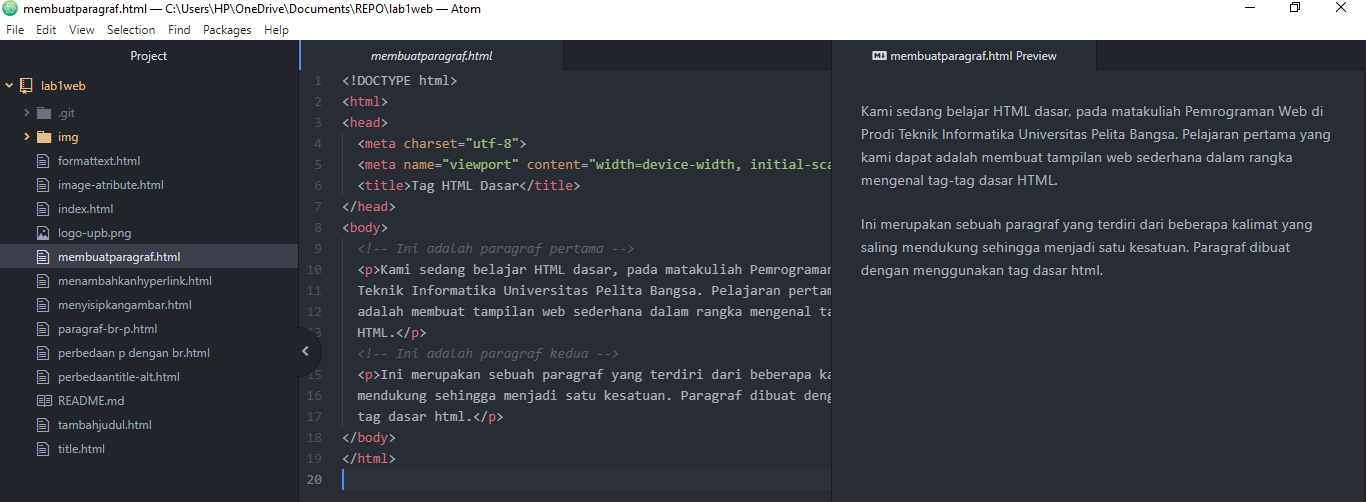 membuatparagraf.html — C:\Users\HP\OneDrive\Documents\REPO\lab1web — Atom
File Edit View Selection Find Packages Help
Project
lab1web
.git
img
formattext.html
image-atribute.html
index.html
logo-upb.png
membuatparagraf.html
menambahkanhyperlink.html
menyisipkangambar.html
paragraf-br-p.html
perbedaan p dengan br.html
perbedaantitle-alt.html
README.md
tambahjudul.html
title.html
membuatparagraf.html
1 <!DOCTYPE html>
2 <html>
3 <head>
4 <meta charset="utf-8">
5 <meta name="viewport" content="width=device-width, initial-sca
6 <title>Tag HTML Dasar</title>
7 </head>
8 <body>
9 <!-- Ini adalah paragraf pertama -->
10 <p>Kami sedang belajar HTML dasar, pada matakuliah Pemrograman
11 Teknik Informatika Universitas Pelita Bangsa. Pelajaran pertam
12 adalah membuat tampilan web sederhana dalam rangka mengenal ta
13 HTML.</p>
<!-- Ini adalah paragraf kedua -->
15 <p>Ini merupakan sebuah paragraf yang terdiri dari beberapa ka
16 mendukung sehingga menjadi satu kesatuan. Paragraf dibuat deng
17 tag dasar html.</p>
18 </body>
19 </html>
20
membuatparagraf.html Preview
Kami sedang belajar HTML dasar, pada matakuliah Pemrograman Web di
Prodi Teknik Informatika Universitas Pelita Bangsa. Pelajaran pertama yang
kami dapat adalah membuat tampilan web sederhana dalam rangka
mengenal tag-tag dasar HTML.
Ini merupakan sebuah paragraf yang terdiri dari beberapa kalimat yang
saling mendukung sehingga menjadi satu kesatuan. Paragraf dibuat
dengan menggunakan tag dasar html.